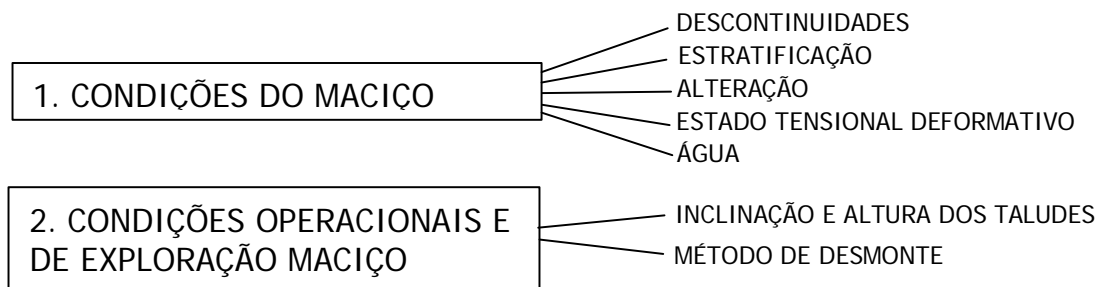 1. CONDIÇÕES DO MACIÇO
DESCONTINUIDADES
ESTRATIFICAÇÃO
ALTERAÇÃO
ESTADO TENSIONAL DEFORMATIVO
ÁGUA
2. CONDIÇÕES OPERACIONAIS E
DE EXPLORAÇÃO MACIÇO
INCLINAÇÃO E ALTURA DOS TALUDES
MÉTODO DE DESMONTE